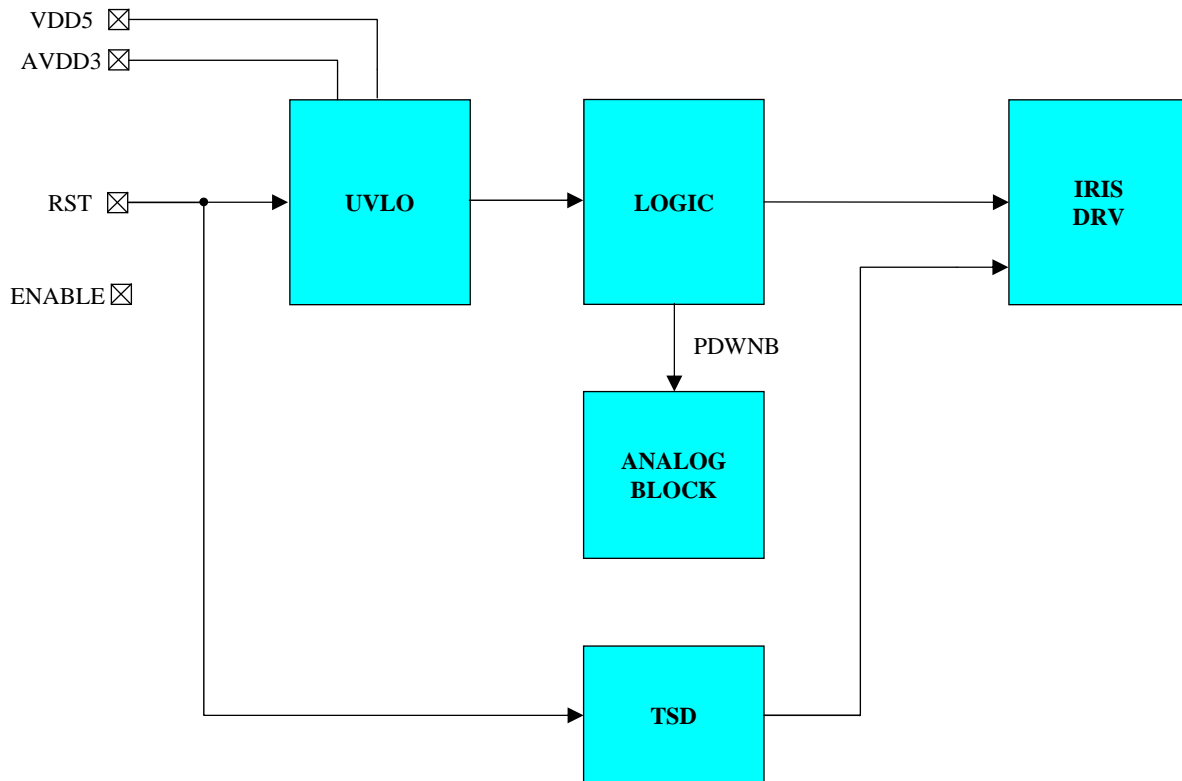 VDD5
AVDD3
RST
UVLO
LOGIC
IRIS
DRV
ENABLE
PDWNB
ANALOG
BLOCK
TSD